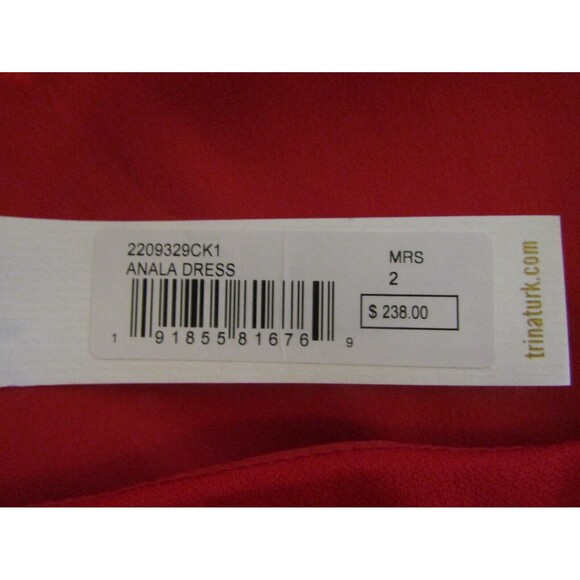 2209329CK1
ANALA DRESS
1 91855 81676 9
MRS
2
$ 238.00
trinaturk.com